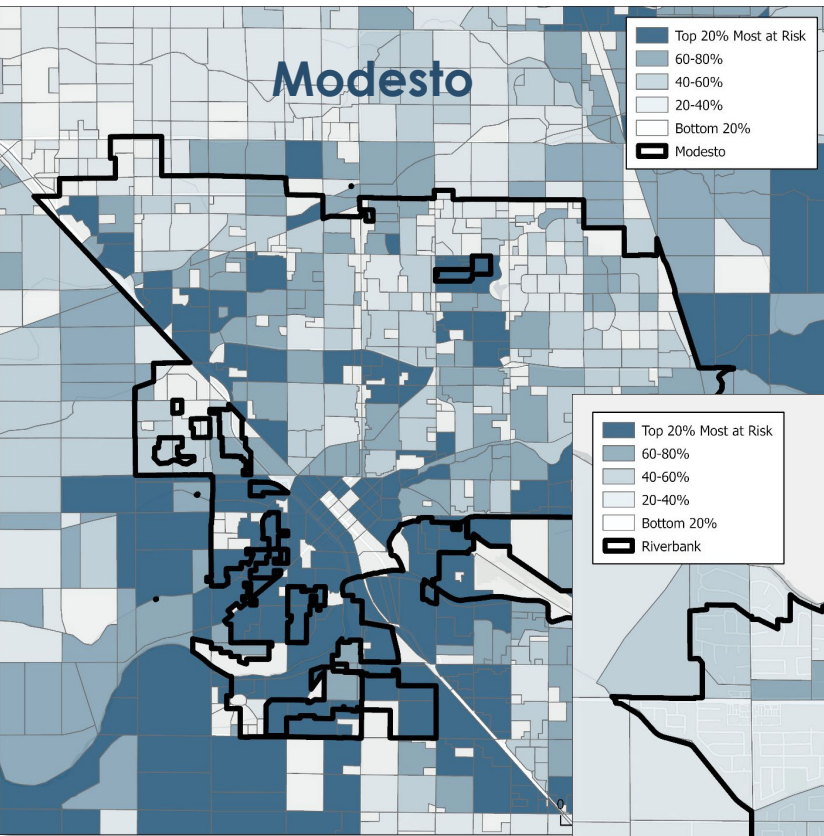 Modesto
Top 20% Most at Risk
60-80%
40-60%
20-40%
Bottom 20%
Modesto
Top 20% Most at Risk
60-80%
40-60%
20-40%
Bottom 20%
Riverbank
0